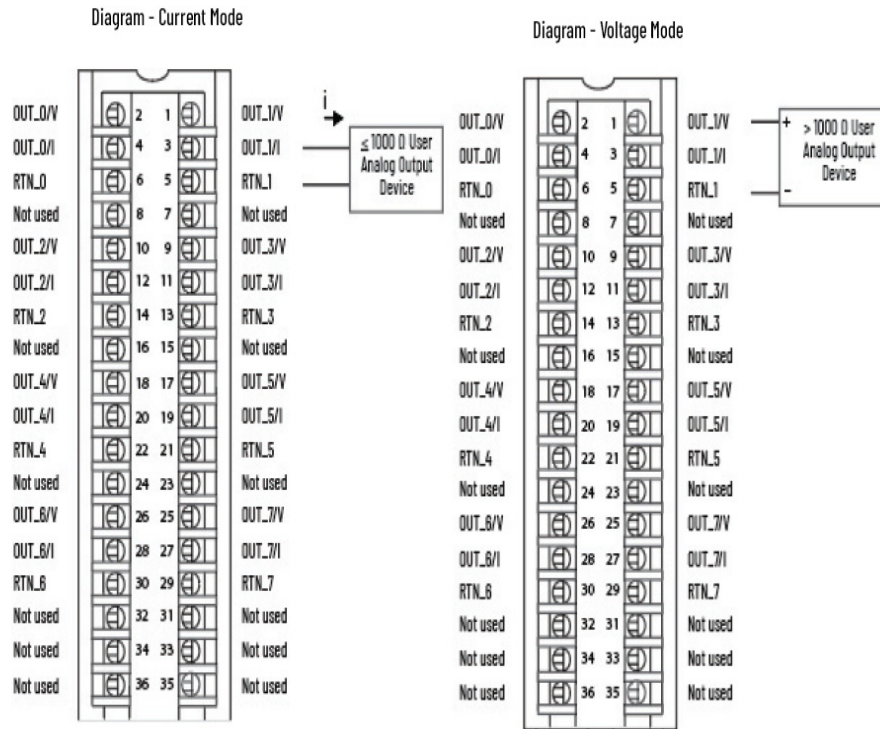 Diagram - Current Mode
OUT_0/V 2 1 OUT_1/V
OUT_0/I 4 3 OUT_1/I
RTN_0 6 5 RTN_1
Not used 8 7 Not used
OUT_2/V 10 9 OUT_3/V
OUT_2/I 12 11 OUT_3/I
RTN_2 14 13 RTN_3
Not used 16 15 Not used
OUT_4/V 18 17 OUT_5/V
OUT_4/I 20 19 OUT_5/I
RTN_4 22 21 RTN_5
Not used 24 23 Not used
OUT_6/V 26 25 OUT_7/V
OUT_6/I 28 27 OUT_7/I
RTN_6 30 29 RTN_7
Not used 32 31 Not used
Not used 34 33 Not used
Not used 36 35 Not used
i
≤ 1000 Ω User
Analog Output
Device
Diagram - Voltage Mode
OUT_0/V 2 1 OUT_1/V
OUT_0/I 4 3 OUT_1/I
RTN_0 6 5 RTN_1
Not used 8 7 Not used
OUT_2/V 10 9 OUT_3/V
OUT_2/I 12 11 OUT_3/I
RTN_2 14 13 RTN_3
Not used 16 15 Not used
OUT_4/V 18 17 OUT_5/V
OUT_4/I 20 19 OUT_5/I
RTN_4 22 21 RTN_5
Not used 24 23 Not used
OUT_6/V 26 25 OUT_7/V
OUT_6/I 28 27 OUT_7/I
RTN_6 30 29 RTN_7
Not used 32 31 Not used
Not used 34 33 Not used
Not used 36 35 Not used
+ > 1000 Ω User
Analog Output
Device
−